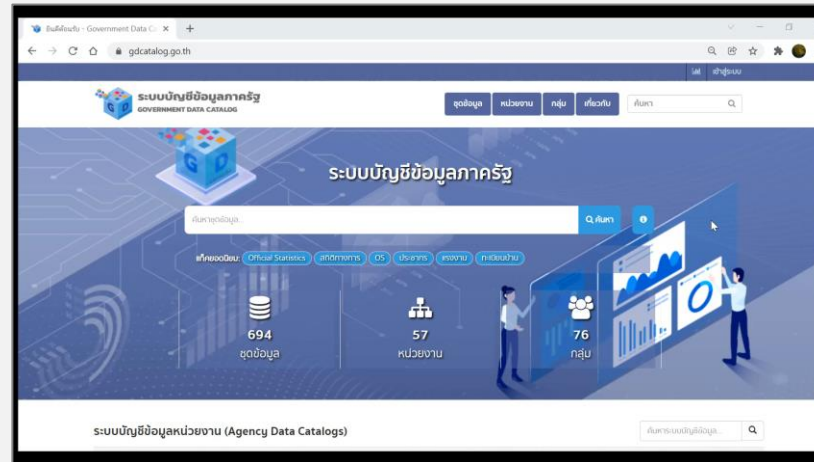 ยินดีต้อนรับ - Government Data C
gdcatalog.go.th
เข้าสู่ระบบ
ระบบบัญชีข้อมูลภาครัฐ
GOVERNMENT DATA CATALOG
ชุดข้อมูล หน่วยงาน กลุ่ม เกี่ยวกับ ค้นหา
G D
ระบบบัญชีข้อมูลภาครัฐ
ค้นหาชุดข้อมูล... ค้นหา
แท็คยอดนิยม: Official Statistics สถิติทางการ OS ประชากร แรงงาน ทะเบียนบ้าน
694 57 76
ชุดข้อมูล หน่วยงาน กลุ่ม
ระบบบัญชีข้อมูลหน่วยงาน (Agency Data Catalogs) ค้นหาระบบบัญชีข้อมูล...